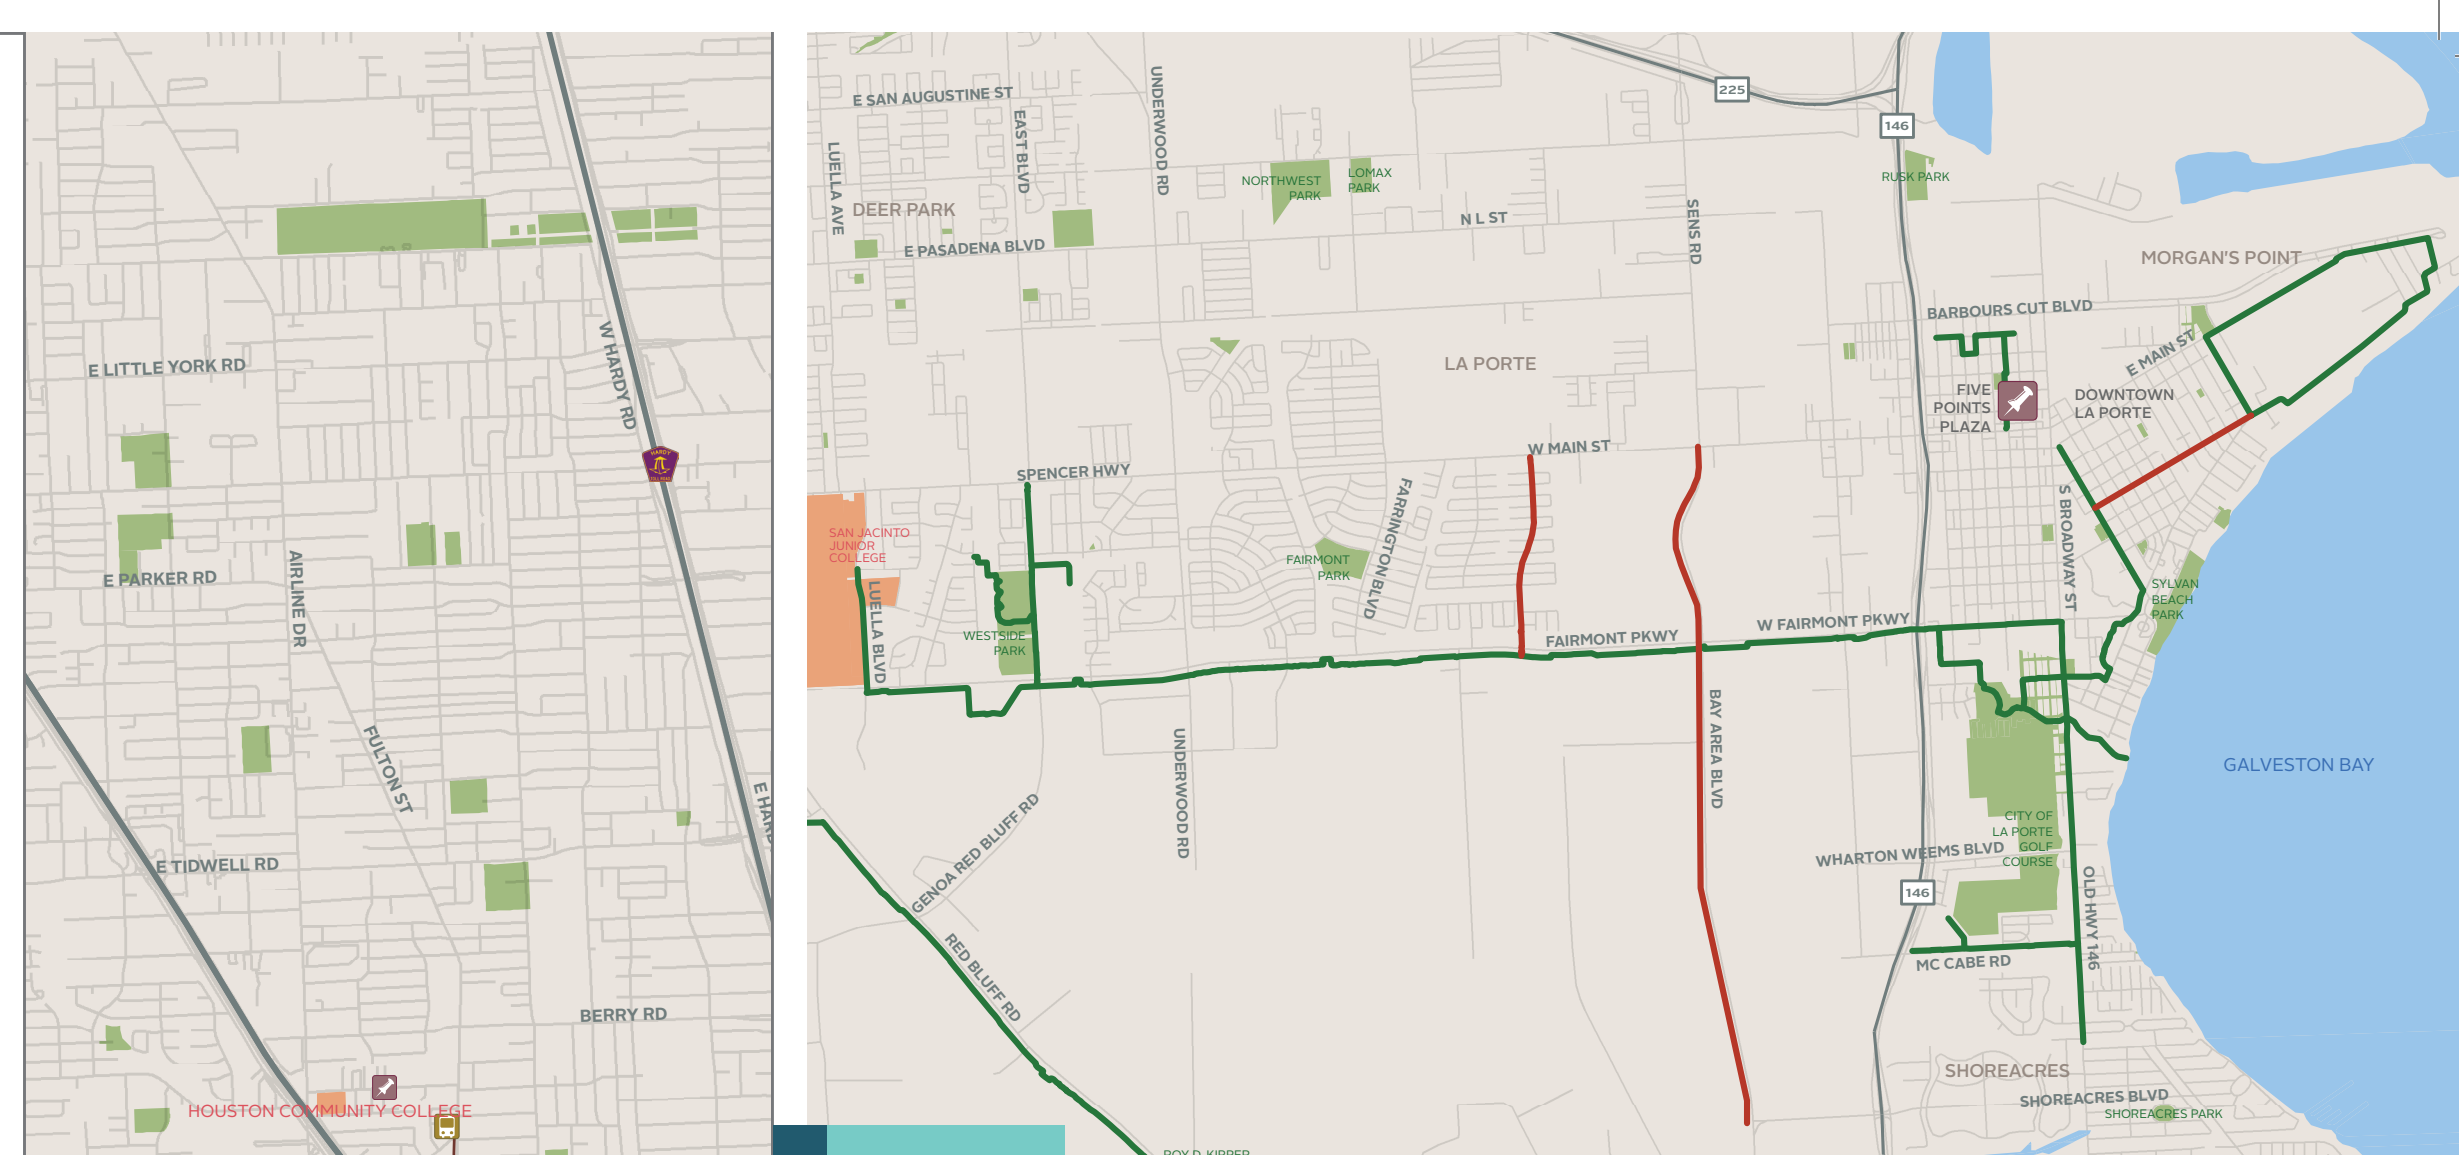 E LITTLE YORK RD
W HARDY RD
HARDY
E PARKER RD
AIRLINE DR
FULTON ST
E TIDWELL RD
BERRY RD
HOUSTON COMMUNITY COLLEGE
E SAN AUGUSTINE ST
EAST BLVD
UNDERWOOD RD
LUELLA AVE
DEER PARK
E PASADENA BLVD
NORTHWEST
PARK
LOMAX
PARK
N L ST
SENS RD
225
146
RUSK PARK
MORGAN'S POINT
BARBOURS CUT BLVD
E MAIN ST
LA PORTE
FIVE
POINTS
PLAZA
DOWNTOWN
LA PORTE
W MAIN ST
SPENCER HWY
FARRINGTON BLVD
S BROADWAY ST
SAN JACINTO
JUNIOR
COLLEGE
LUELLA BLVD
WESTSIDE
PARK
FAIRMONT
PARK
SYLVAN
BEACH
PARK
FAIRMONT PKWY
W FAIRMONT PKWY
BAY AREA BLVD
UNDERWOOD RD
GALVESTON BAY
GENOA RED BLUFF RD
CITY OF
LA PORTE
GOLF
COURSE
WHARTON WEEMS BLVD
146
OLD HWY 146
RED BLUFF RD
MC CABE RD
SHOREACRES
SHOREACRES BLVD
SHOREACRES PARK